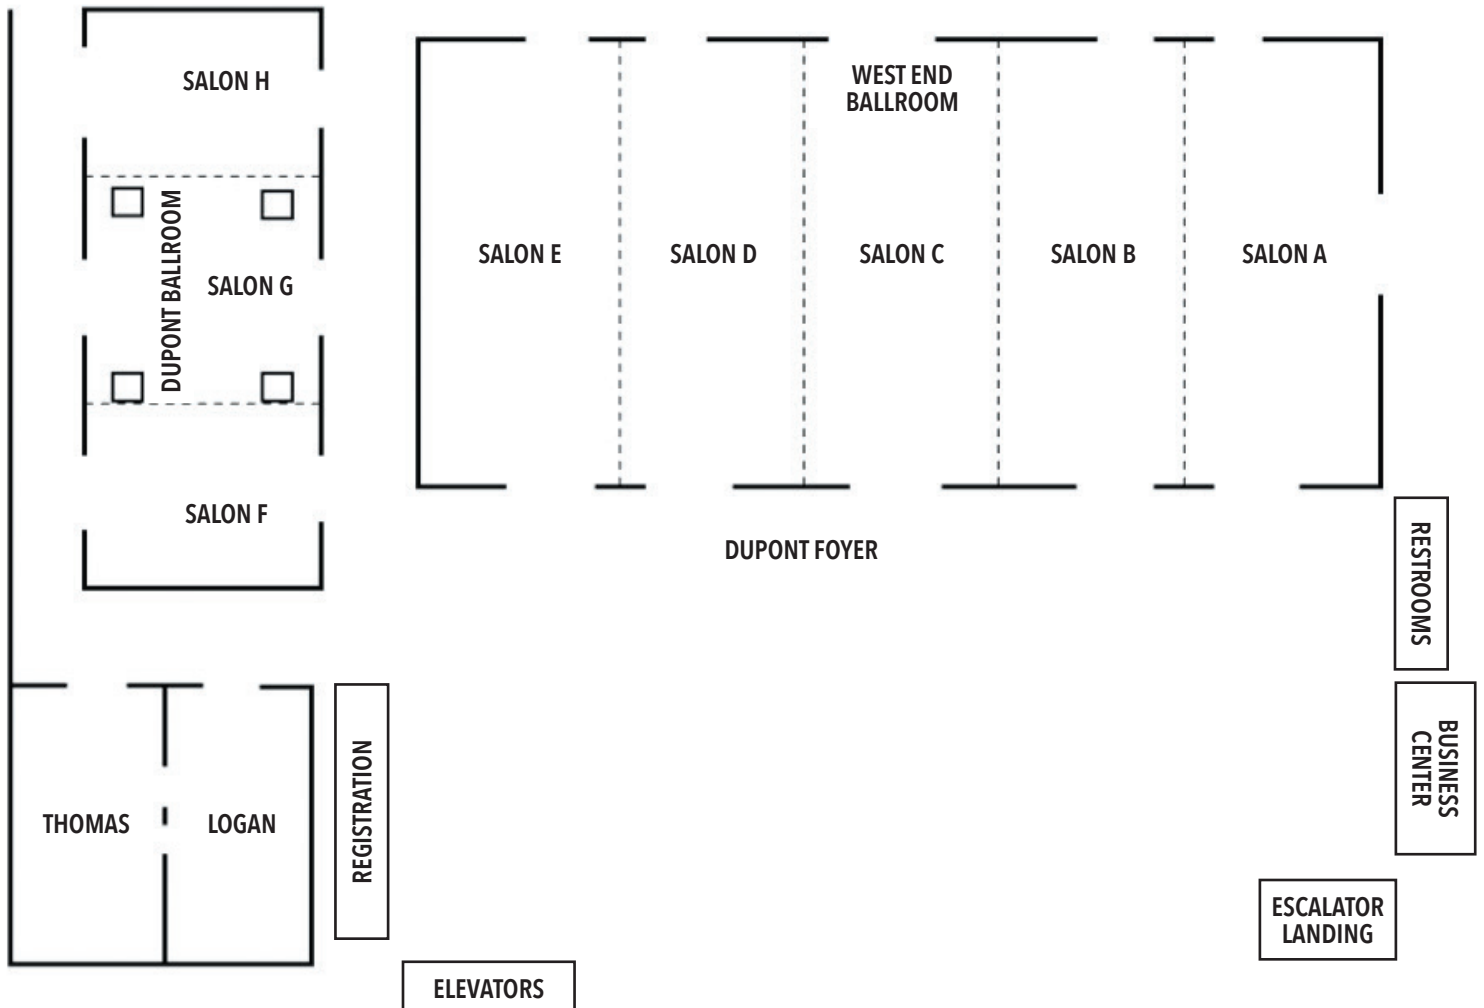 SALON H
DUPONT BALLROOM
SALON G
SALON F
WEST END
BALLROOM
SALON E
SALON D
SALON C
SALON B
SALON A
DUPONT FOYER
RESTROOMS
BUSINESS
CENTER
THOMAS
LOGAN
REGISTRATION
ESCALATOR
LANDING
ELEVATORS